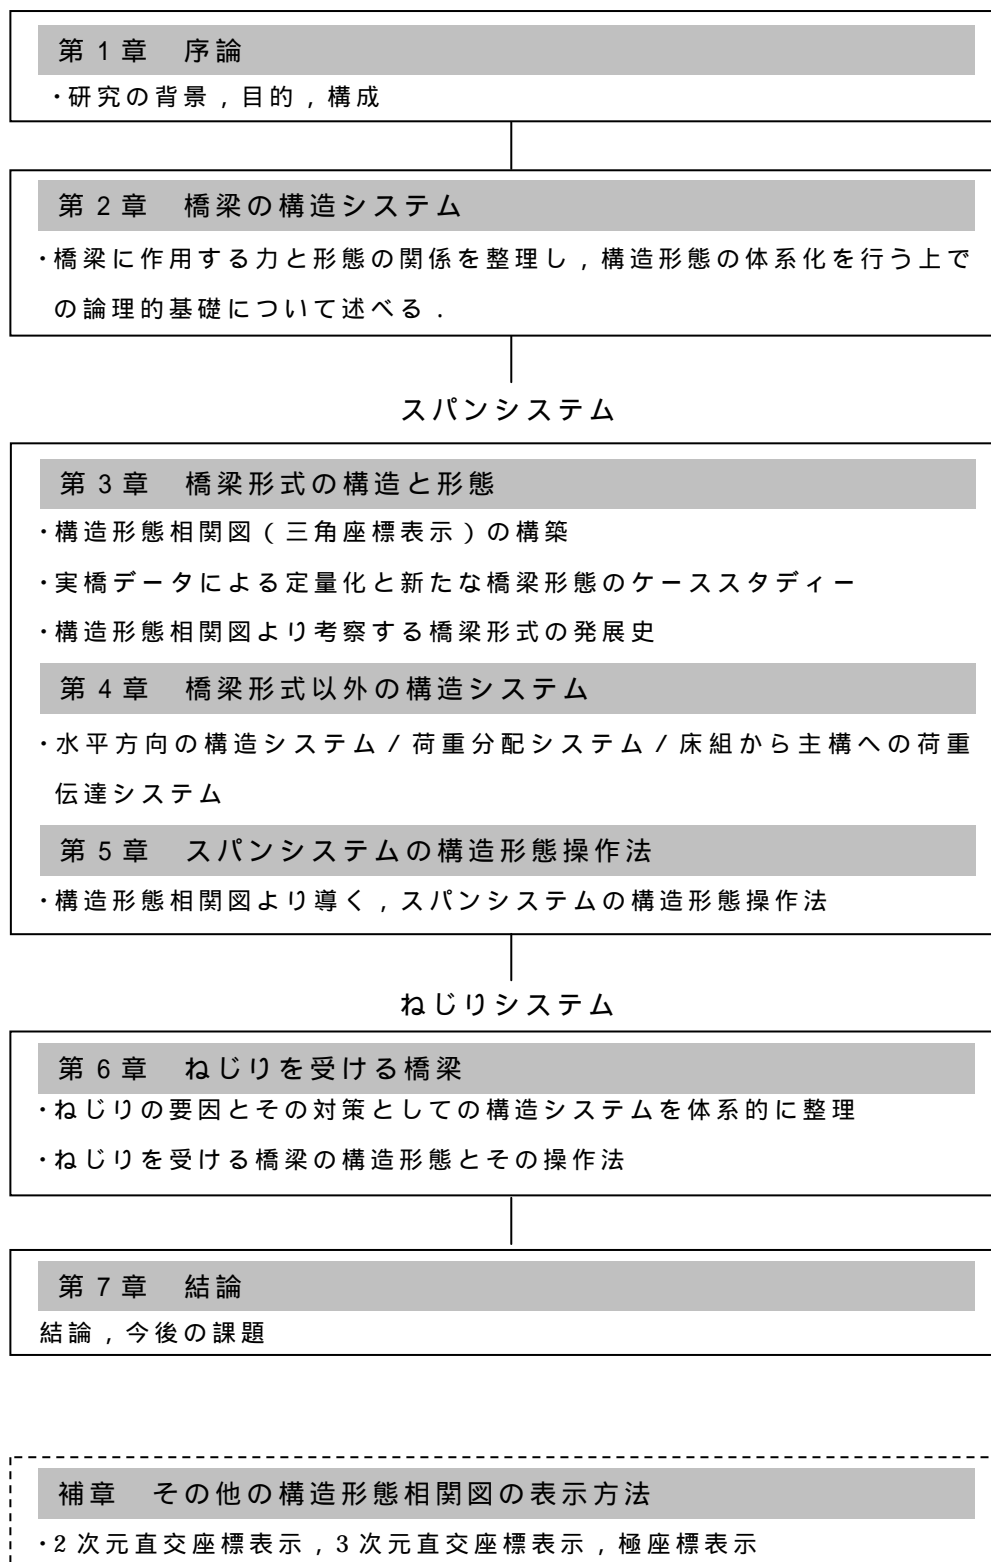 第1章　序論
・研究の背景，目的，構成
第2章　橋梁の構造システム
・橋梁に作用する力と形態の関係を整理し，構造形態の体系化を行う上で
の論理的基礎について述べる．
スパンシステム
第3章　橋梁形式の構造と形態
・構造形態相関図（三角座標表示）の構築
・実橋データによる定量化と新たな橋梁形態のケーススタディー
・構造形態相関図より考察する橋梁形式の発展史
第4章　橋梁形式以外の構造システム
・水平方向の構造システム／荷重分配システム／床組から主構への荷重
伝達システム
第5章　スパンシステムの構造形態操作法
・構造形態相関図より導く，スパンシステムの構造形態操作法
ねじりシステム
第6章　ねじりを受ける橋梁
・ねじりの要因とその対策としての構造システムを体系的に整理
・ねじりを受ける橋梁の構造形態とその操作法
第7章　結論
結論，今後の課題
補章　その他の構造形態相関図の表示方法
・2次元直交座標表示，3次元直交座標表示，極座標表示